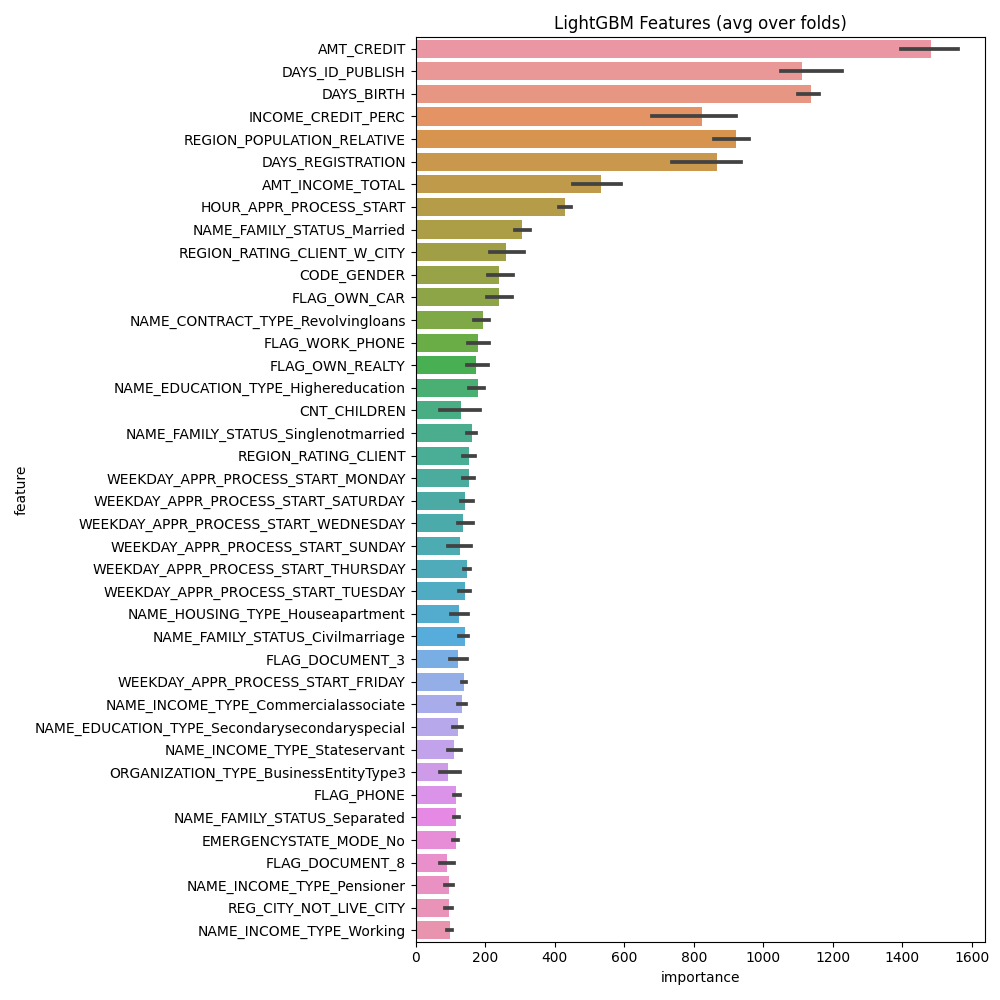 LightGBM Features (avg over folds)
AMT_CREDIT
DAYS_ID_PUBLISH
DAYS_BIRTH
INCOME_CREDIT_PERC
REGION_POPULATION_RELATIVE
DAYS_REGISTRATION
AMT_INCOME_TOTAL
HOUR_APPR_PROCESS_START
NAME_FAMILY_STATUS_Married
REGION_RATING_CLIENT_W_CITY
CODE_GENDER
FLAG_OWN_CAR
NAME_CONTRACT_TYPE_Revolvingloans
FLAG_WORK_PHONE
FLAG_OWN_REALTY
NAME_EDUCATION_TYPE_Highereducation
CNT_CHILDREN
NAME_FAMILY_STATUS_Singlenotmarried
REGION_RATING_CLIENT
WEEKDAY_APPR_PROCESS_START_MONDAY
WEEKDAY_APPR_PROCESS_START_SATURDAY
WEEKDAY_APPR_PROCESS_START_WEDNESDAY
WEEKDAY_APPR_PROCESS_START_SUNDAY
WEEKDAY_APPR_PROCESS_START_THURSDAY
WEEKDAY_APPR_PROCESS_START_TUESDAY
NAME_HOUSING_TYPE_Houseapartment
NAME_FAMILY_STATUS_Civilmarriage
FLAG_DOCUMENT_3
WEEKDAY_APPR_PROCESS_START_FRIDAY
NAME_INCOME_TYPE_Commercialassociate
NAME_EDUCATION_TYPE_Secondarysecondaryspecial
NAME_INCOME_TYPE_Stateservant
ORGANIZATION_TYPE_BusinessEntityType3
FLAG_PHONE
NAME_FAMILY_STATUS_Separated
EMERGENCYSTATE_MODE_No
FLAG_DOCUMENT_8
NAME_INCOME_TYPE_Pensioner
REG_CITY_NOT_LIVE_CITY
NAME_INCOME_TYPE_Working
feature
0 200 400 600 800 1000 1200 1400 1600
importance